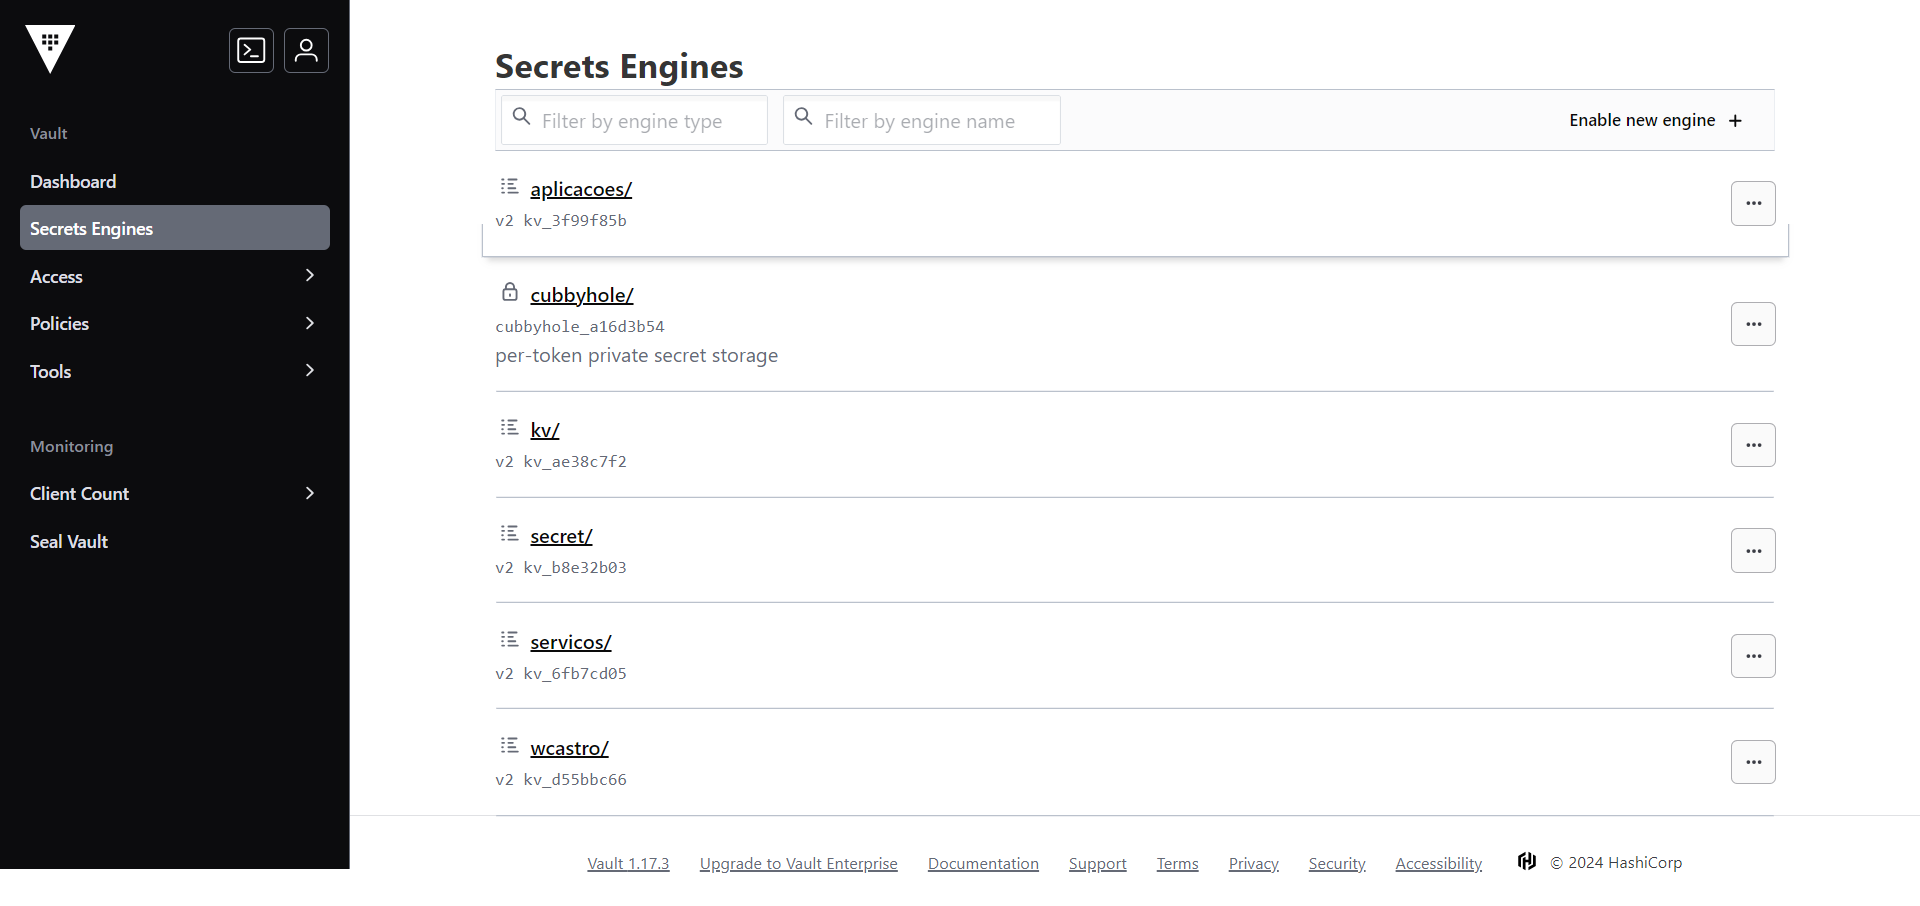 Vault
Dashboard
Secrets Engines
Access
Policies
Tools
Monitoring
Client Count
Seal Vault
Secrets Engines
Filter by engine type
Filter by engine name
Enable new engine +
aplicacoes/
v2 kv_3f99f85b
cubbyhole/
cubbyhole_a16d3b54
per-token private secret storage
kv/
v2 kv_ae38c7f2
secret/
v2 kv_b8e32b03
servicos/
v2 kv_6fb7cd05
wcastro/
v2 kv_d55bbc66
Vault 1.17.3 Upgrade to Vault Enterprise Documentation Support Terms Privacy Security Accessibility © 2024 HashiCorp